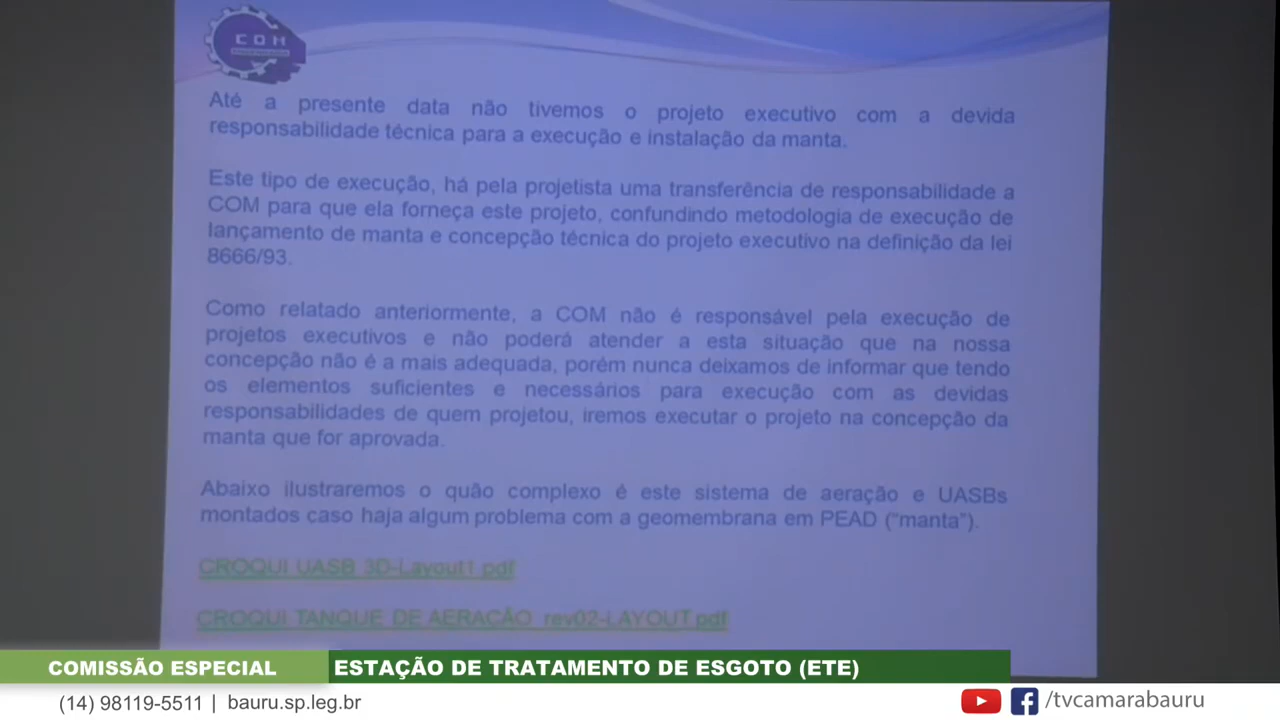 COM
Até a presente data não tivemos o projeto executivo com a devida
responsabilidade técnica para a execução e instalação da manta.
Este tipo de execução, há pela projetista uma transferência de responsabilidade a
COM para que ela forneça este projeto, confundindo metodologia de execução de
lançamento de manta e concepção técnica do projeto executivo na definição da lei
8666/93.
Como relatado anteriormente, a COM não é responsável pela execução de
projetos executivos e não poderá atender a esta situação que na nossa
concepção não é a mais adequada, porém nunca deixamos de informar que tendo
os elementos suficientes e necessários para execução com as devidas
responsabilidades de quem projetou, iremos executar o projeto na concepção da
manta que for aprovada.
Abaixo ilustraremos o quão complexo é este sistema de aeração e UASBs
montados caso haja algum problema com a geomembrana em PEAD (“manta”).
CROQUI UASB 3D-Layout1.pdf
CROQUI TANQUE DE AERACÃO_rev02-LAYOUT.pdf
COMISSÃO ESPECIAL ESTAÇÃO DE TRATAMENTO DE ESGOTO (ETE)
(14) 98119-5511 | bauru.sp.leg.br /tvcamarabauru